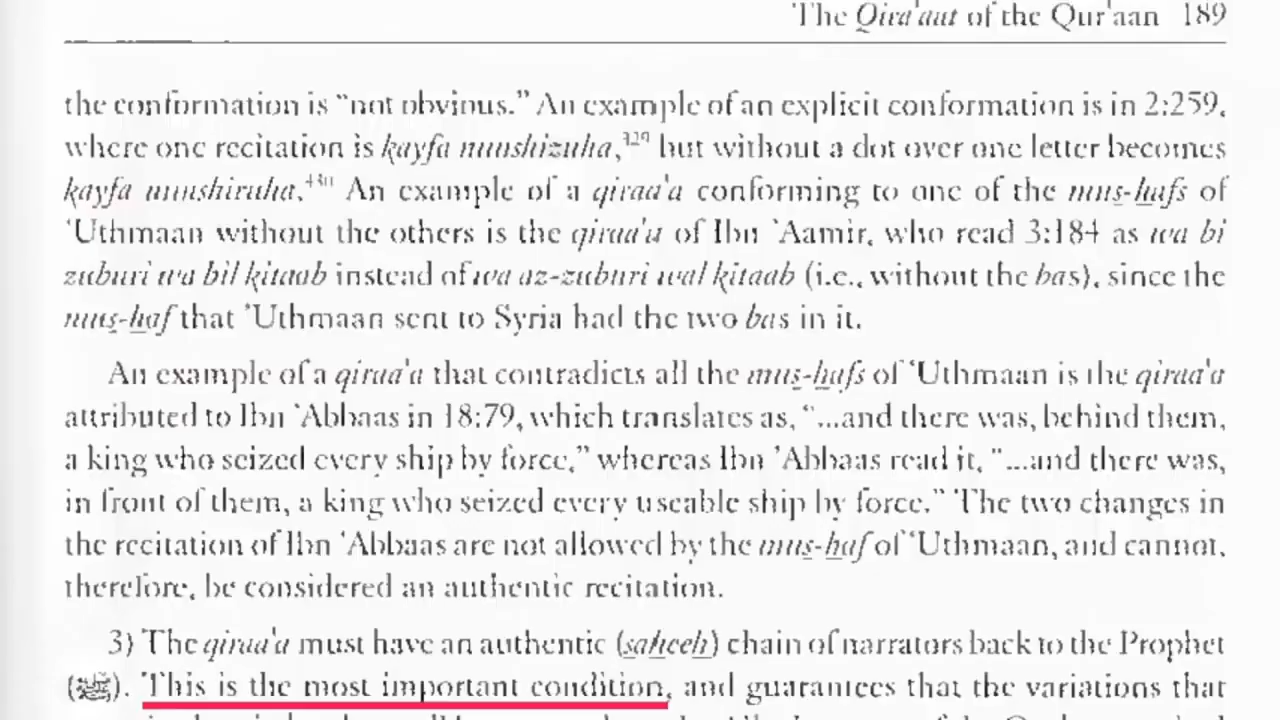 The Qira'aat of the Qur'aan 189
the conformation is “not obvious.” An example of an explicit conformation is in 2:259,
where one recitation is kayfa nunshizuha,429 but without a dot over one letter becomes
kayfa nunshiruha.430 An example of a qiraa'a conforming to one of the mus-hafs of
‘Uthmaan without the others is the qiraa'a of Ibn ‘Aamir, who read 3:184 as wa bi
zuburi wa bil kitaab instead of wa az-zuburi wal kitaab (i.e., without the bas), since the
mus-haf that ‘Uthmaan sent to Syria had the two bas in it.
An example of a qiraa'a that contradicts all the mus-hafs of ‘Uthmaan is the qiraa'a
attributed to Ibn ‘Abbaas in 18:79, which translates as, “...and there was, behind them,
a king who seized every ship by force,” whereas Ibn ’Abbaas read it, “...and there was,
in front of them, a king who seized every useable ship by force.” The two changes in
the recitation of Ibn ‘Abbaas are not allowed by the mus-haf of ‘Uthmaan, and cannot,
therefore, be considered an authentic recitation.
3) The qiraa'a must have an authentic (saheeh) chain of narrators back to the Prophet
(ﷺ). This is the most important condition, and guarantees that the variations that